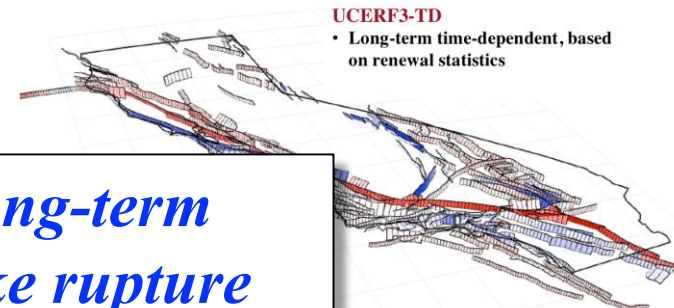 UCERF3-TD
• Long-term time-dependent, based
on renewal statistics
ng-term
ke rupture